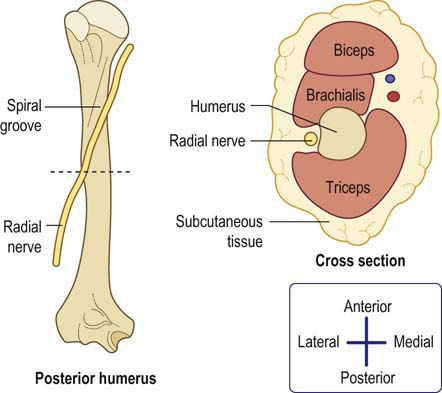 Spiral
groove
Radial
nerve
Posterior humerus
Biceps
Brachialis
Humerus
Radial nerve
Triceps
Subcutaneous
tissue
Cross section
Anterior
Lateral
Medial
Posterior